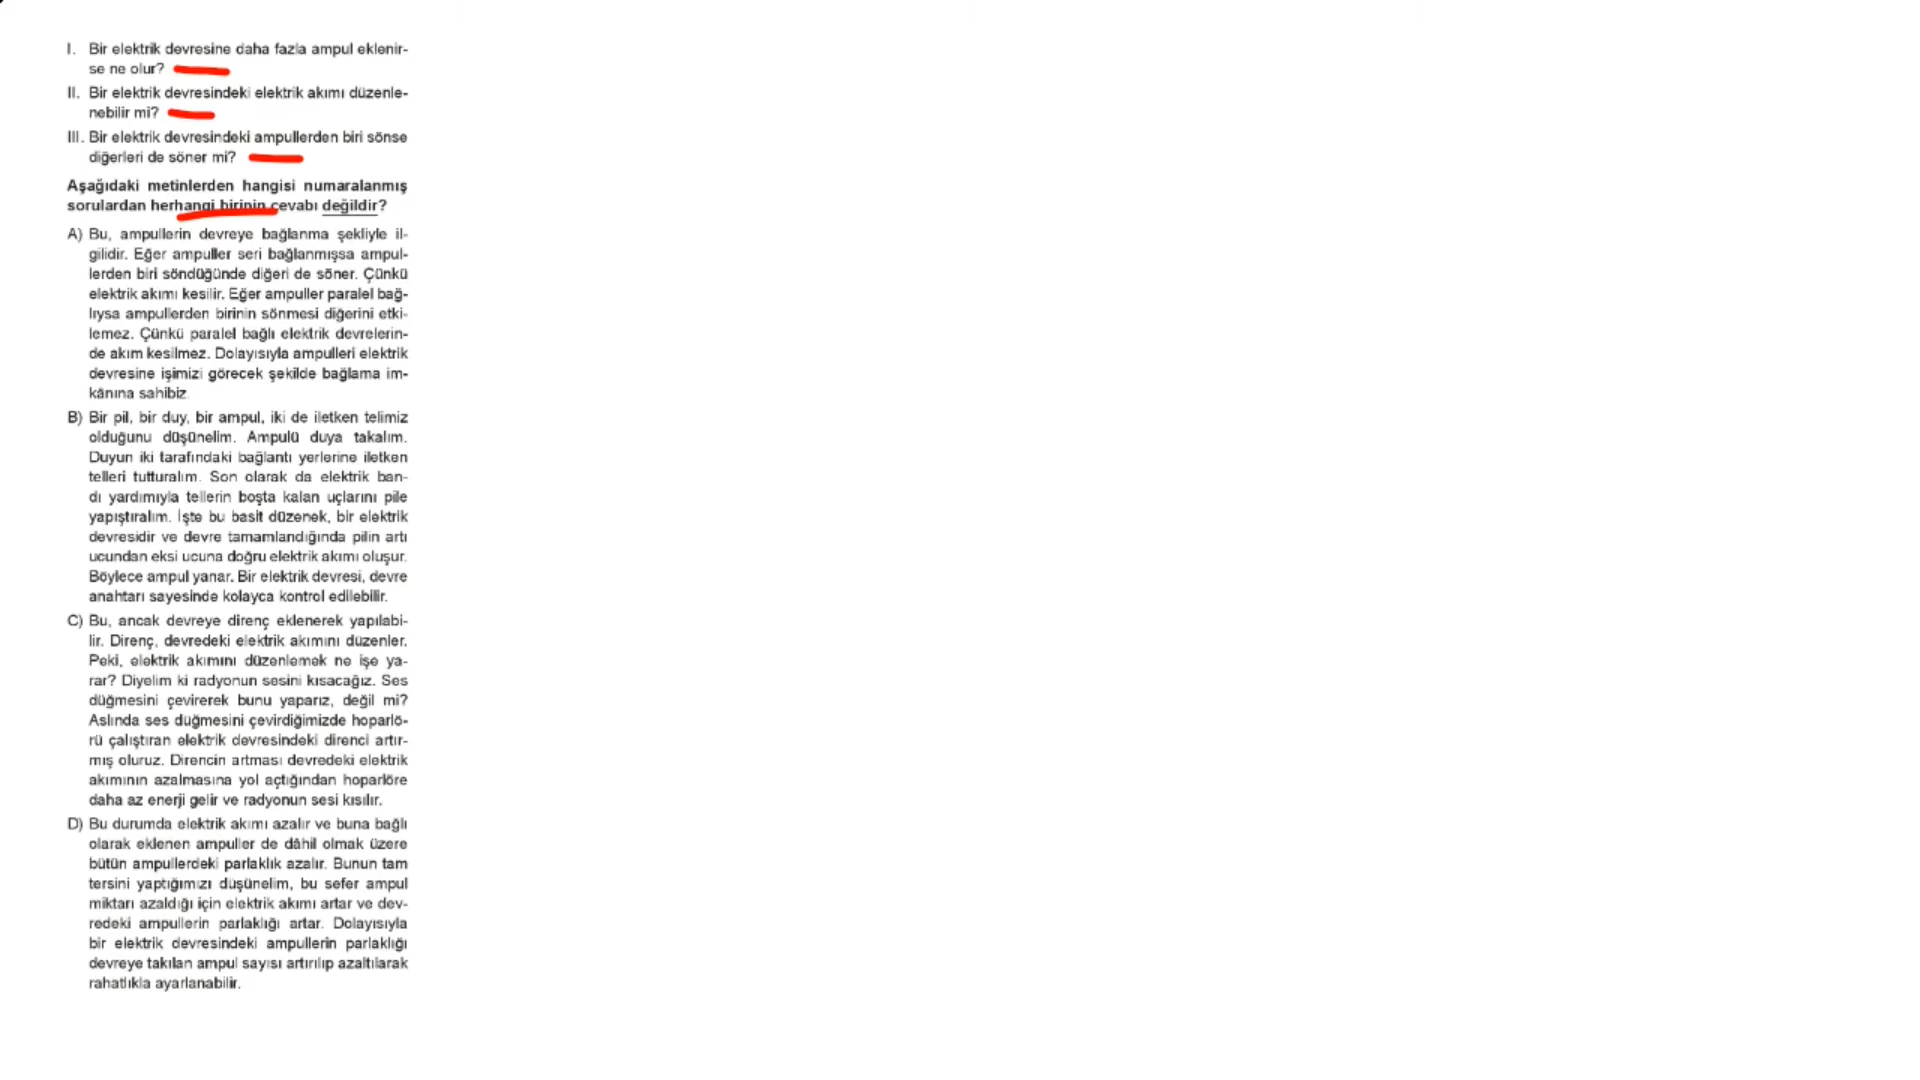 I. Bir elektrik devresine daha fazla ampul eklenir-
se ne olur?
II. Bir elektrik devresindeki elektrik akımı düzenle-
nebilir mi?
III. Bir elektrik devresindeki ampullerden biri sönse
diğerleri de söner mi?
Aşağıdaki metinlerden hangisi numaralanmış
sorulardan herhangi birinin cevabı değildir?
A) Bu, ampullerin devreye bağlanma şekliyle il-
gilidir. Eğer ampuller seri bağlanmışsa ampul-
lerden biri söndüğünde diğeri de söner. Çünkü
elektrik akımı kesilir. Eğer ampuller paralel bağ-
lıysa ampullerden birinin sönmesi diğerini etki-
lemez. Çünkü paralel bağlı elektrik devrelerin-
de akım kesilmez. Dolayısıyla ampulleri elektrik
devresine işimizi görecek şekilde bağlama im-
kânına sahibiz.
B) Bir pil, bir duy, bir ampul, iki de iletken telimiz
olduğunu düşünelim. Ampulü duya takalım.
Duyun iki tarafındaki bağlantı yerlerine iletken
telleri tutturalım. Son olarak da elektrik ban-
dı yardımıyla tellerin boşta kalan uçlarını pile
yapıştıralım. İşte bu basit düzenek, bir elektrik
devresidir ve devre tamamlandığında pilin artı
ucundan eksi ucuna doğru elektrik akımı oluşur.
Böylece ampul yanar. Bir elektrik devresi, devre
anahtarı sayesinde kolayca kontrol edilebilir.
C) Bu, ancak devreye direnç eklenerek yapılabi-
lir. Direnç, devredeki elektrik akımını düzenler.
Peki, elektrik akımını düzenlemek ne işe ya-
rar? Diyelim ki radyonun sesini kısacağız. Ses
düğmesini çevirerek bunu yaparız, değil mi?
Aslında ses düğmesini çevirdiğimizde hoparlö-
rü çalıştıran elektrik devresindeki direnci artır-
mış oluruz. Direncin artması devredeki elektrik
akımının azalmasına yol açtığından hoparlöre
daha az enerji gelir ve radyonun sesi kısılır.
D) Bu durumda elektrik akımı azalır ve buna bağlı
olarak eklenen ampuller de dâhil olmak üzere
bütün ampullerdeki parlaklık azalır. Bunun tam
tersini yaptığımızı düşünelim, bu sefer ampul
miktarı azaldığı için elektrik akımı artar ve dev-
redeki ampullerin parlaklığı artar. Dolayısıyla
bir elektrik devresindeki ampullerin parlaklığı
devreye takılan ampul sayısı artırılıp azaltılarak
rahatlıkla ayarlanabilir.